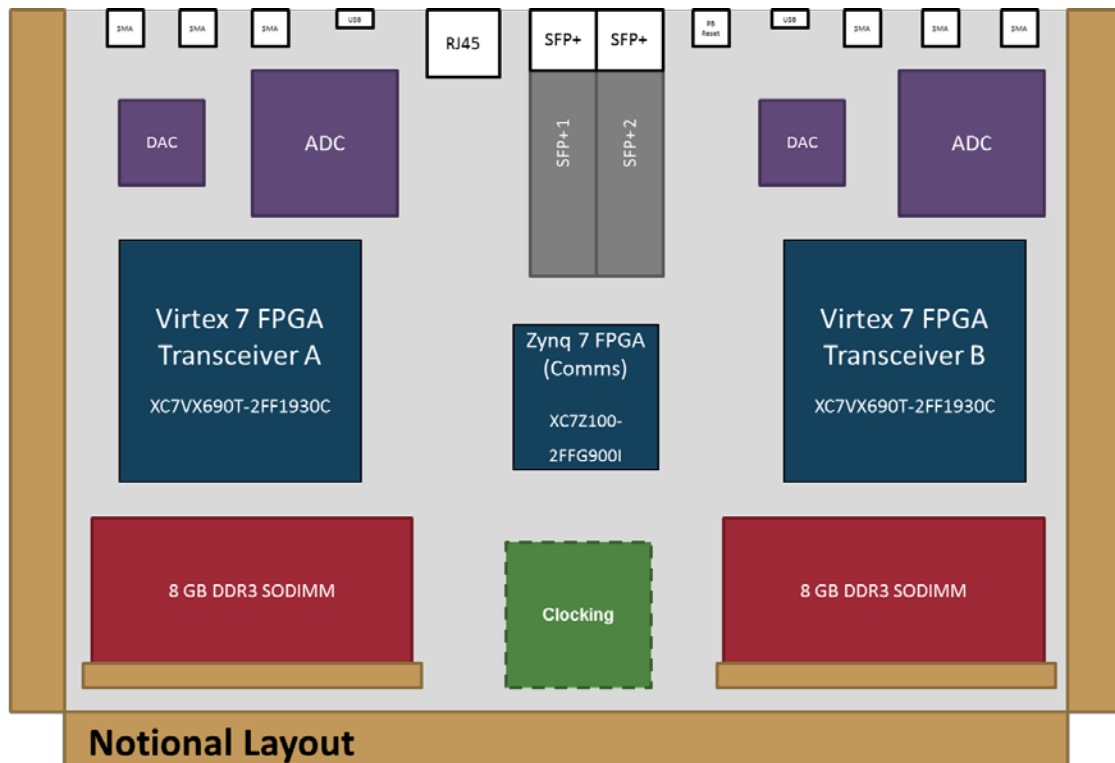 SMA
SMA
SMA
USB
RJ45
SFP+
SFP+
PB
Reset
USB
SMA
SMA
SMA
DAC
ADC
SFP+ 1
SFP+ 2
DAC
ADC
Virtex 7 FPGA
Transceiver A
XC7VX690T-2FF1930C
Zynq 7 FPGA
(Comms)
XC7Z100-
2FFG900I
Virtex 7 FPGA
Transceiver B
XC7VX690T-2FF1930C
8 GB DDR3 SODIMM
Clocking
8 GB DDR3 SODIMM
Notional Layout